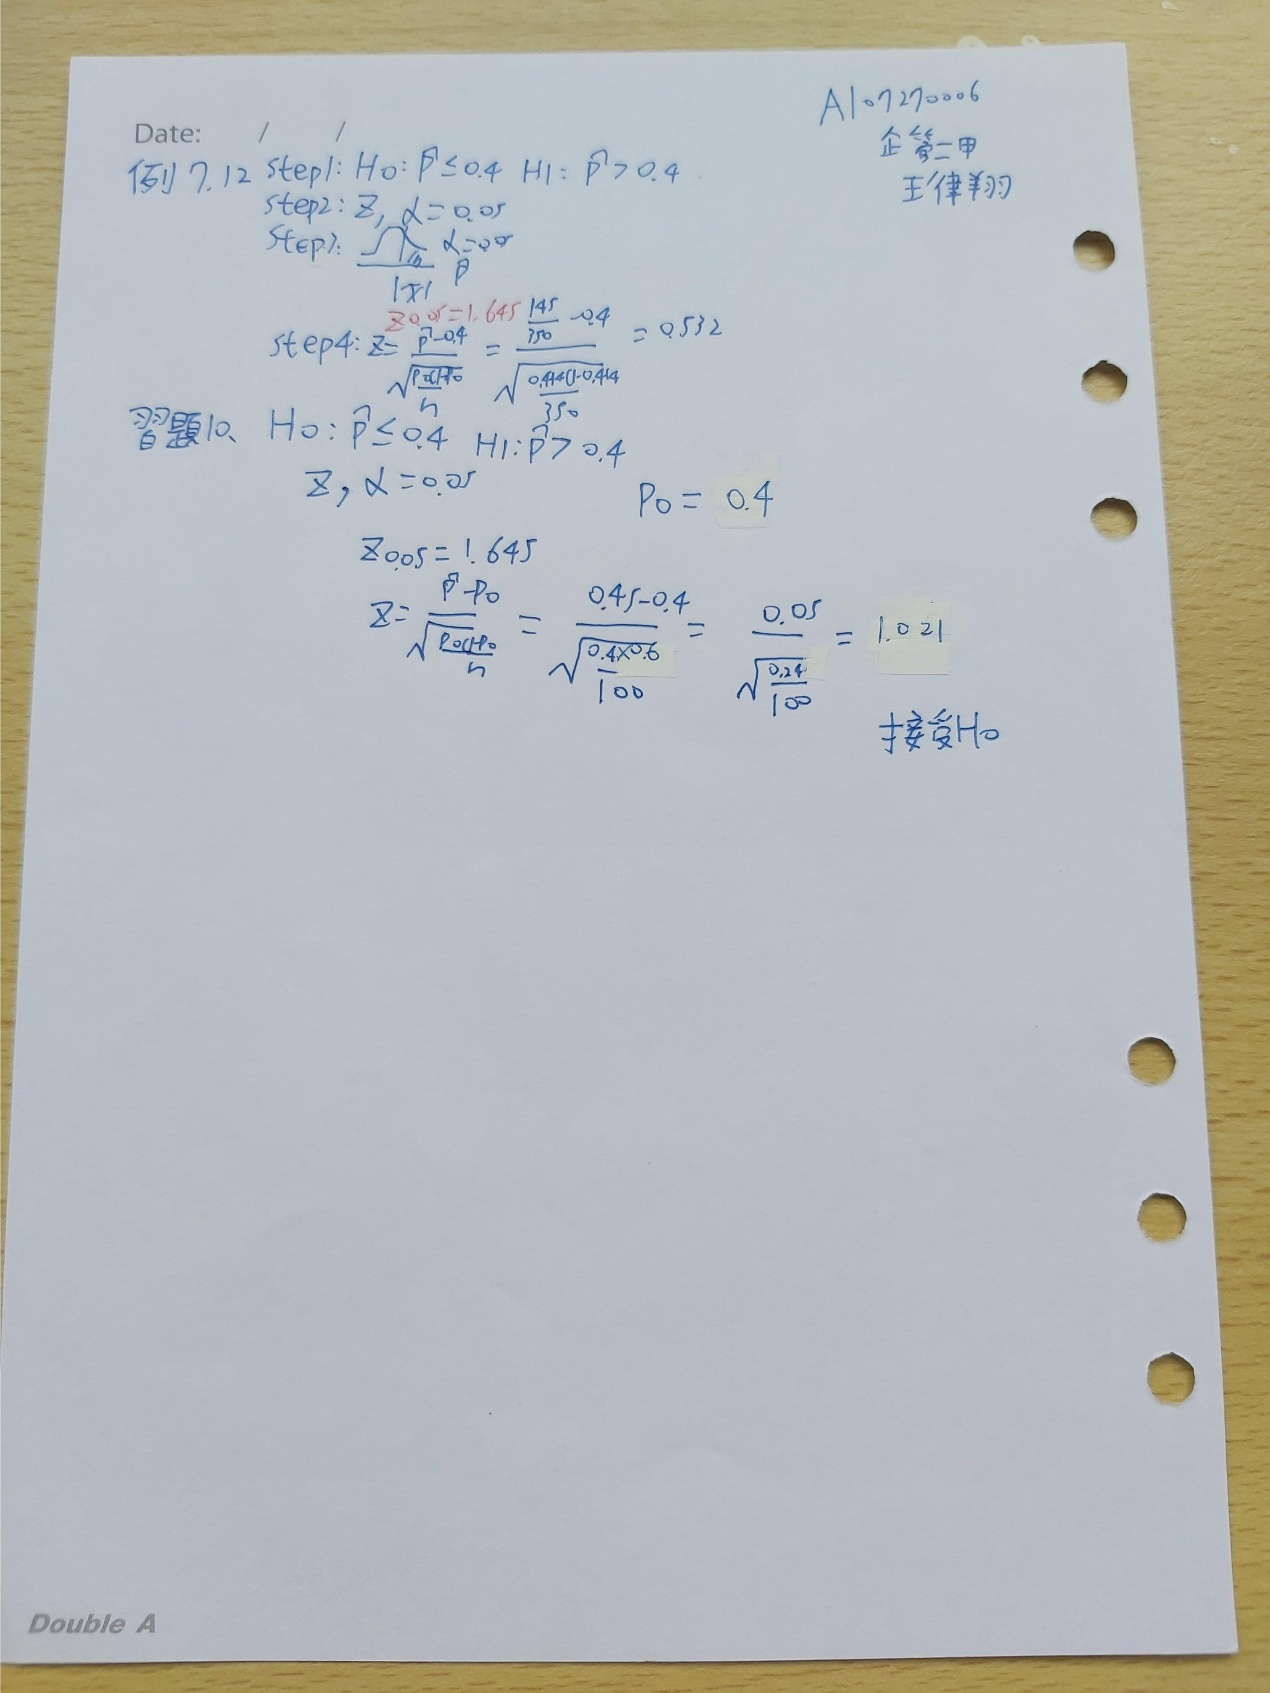 A107270006
企管二甲
王律翔
Date: / /
例7.12 step1: H0: p̂ ≤ 0.4 H1: p̂ > 0.4
step2: Z, α = 0.05
step3: α = 0.05
p̂
Z0.05 = 1.645
step4: Z = p̂-0.4 / √(P0(1-P0)/n) = (145/350 - 0.4) / √(0.414(1-0.414)/350) = 0.532
習題10、 H0: p̂ ≤ 0.4 H1: p̂ > 0.4
Z, α = 0.05
P0 = 0.4
Z0.05 = 1.645
Z = p̂-P0 / √(P0(1-P0)/n) = 0.45-0.4 / √(0.4×0.6/100) = 0.05 / √(0.24/100) = 1.021
接受H0
Double A